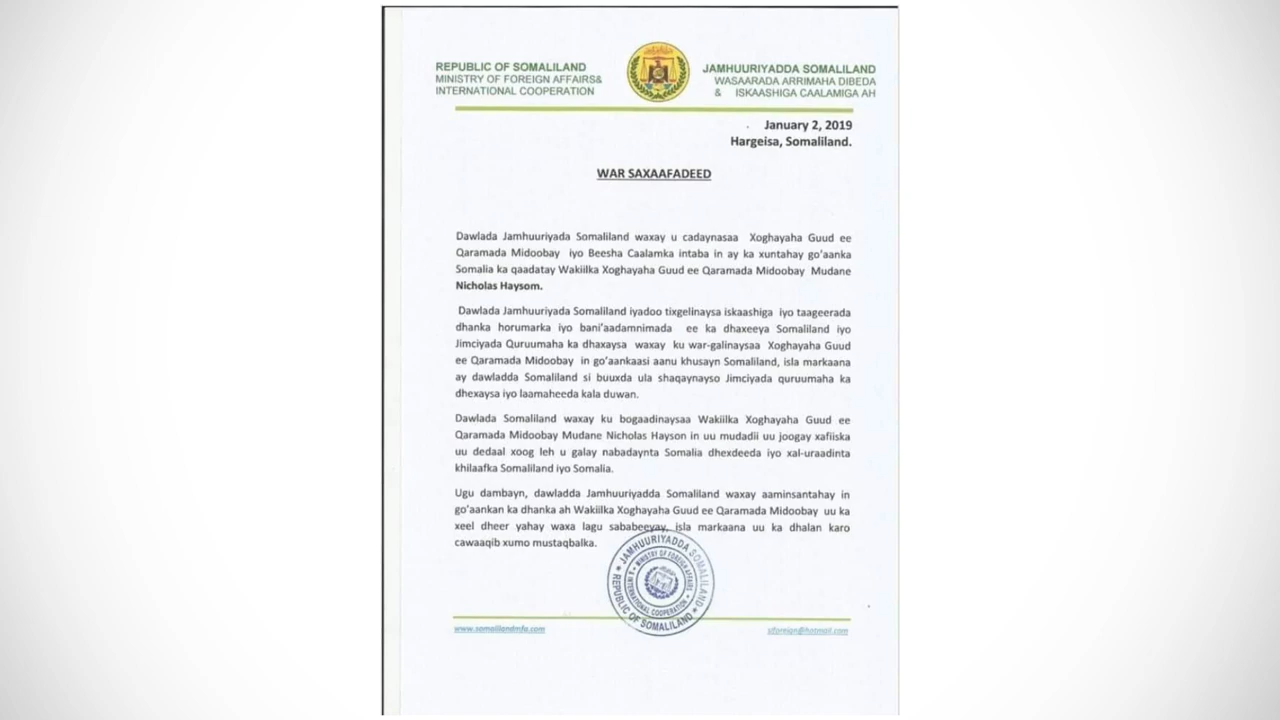 REPUBLIC OF SOMALILAND
MINISTRY OF FOREIGN AFFAIRS&
INTERNATIONAL COOPERATION
JAMHUURIYADDA SOMALILAND
WASAARADA ARRIMAHA DIBEDA
& ISKAASHIGA CAALAMIGA AH
January 2, 2019
Hargeisa, Somaliland.
WAR SAXAAFADEED
Dawlada Jamhuuriyada Somaliland waxay u cadaynasaa Xoghayaha Guud ee
Qaramada Midoobay iyo Beesha Caalamka intaba in ay ka xuntahay go'aanka
Somalia ka qaadatay Wakiilka Xoghayaha Guud ee Qaramada Midoobay Mudane
Nicholas Haysom.
Dawlada Jamhuuriyada Somaliland iyadoo tixgelinaysa iskaashiga iyo taageerada
dhanka horumarka iyo bani'aadamnimada ee ka dhaxeeya Somaliland iyo
Jimciyada Quruumaha ka dhaxaysa waxay ku war-galinaysaa Xoghayaha Guud
ee Qaramada Midoobay in go'aankaasi aanu khusayn Somaliland, isla markaana
ay dawladda Somaliland si buuxda ula shaqaynayso Jimciyada quruumaha ka
dhexaysa iyo laamaheeda kala duwan.
Dawlada Somaliland waxay ku bogaadinaysaa Wakiilka Xoghayaha Guud ee
Qaramada Midoobay Mudane Nicholas Hayson in uu mudadii uu joogay xafiiska
uu dedaal xoog leh u galay nabadaynta Somalia dhexdeeda iyo xal-uraadinta
khilaafka Somaliland iyo Somalia.
Ugu dambayn, dawladda Jamhuuriyadda Somaliland waxay aaminsantahay in
go'aankan ka dhanka ah Wakiilka Xoghayaha Guud ee Qaramada Midoobay uu ka
xeel dheer yahay waxa lagu sababeeyay, isla markaana uu ka dhalan karo
cawaaqib xumo mustaqbalka.
JAMHUURIYADDA SOMALILAND
REPUBLIC OF SOMALILAND
MINISTRY OF FOREIGN AFFAIRS
& INTERNATIONAL COOPERATION
www.somalilandmfa.com
slforeign@hotmail.com